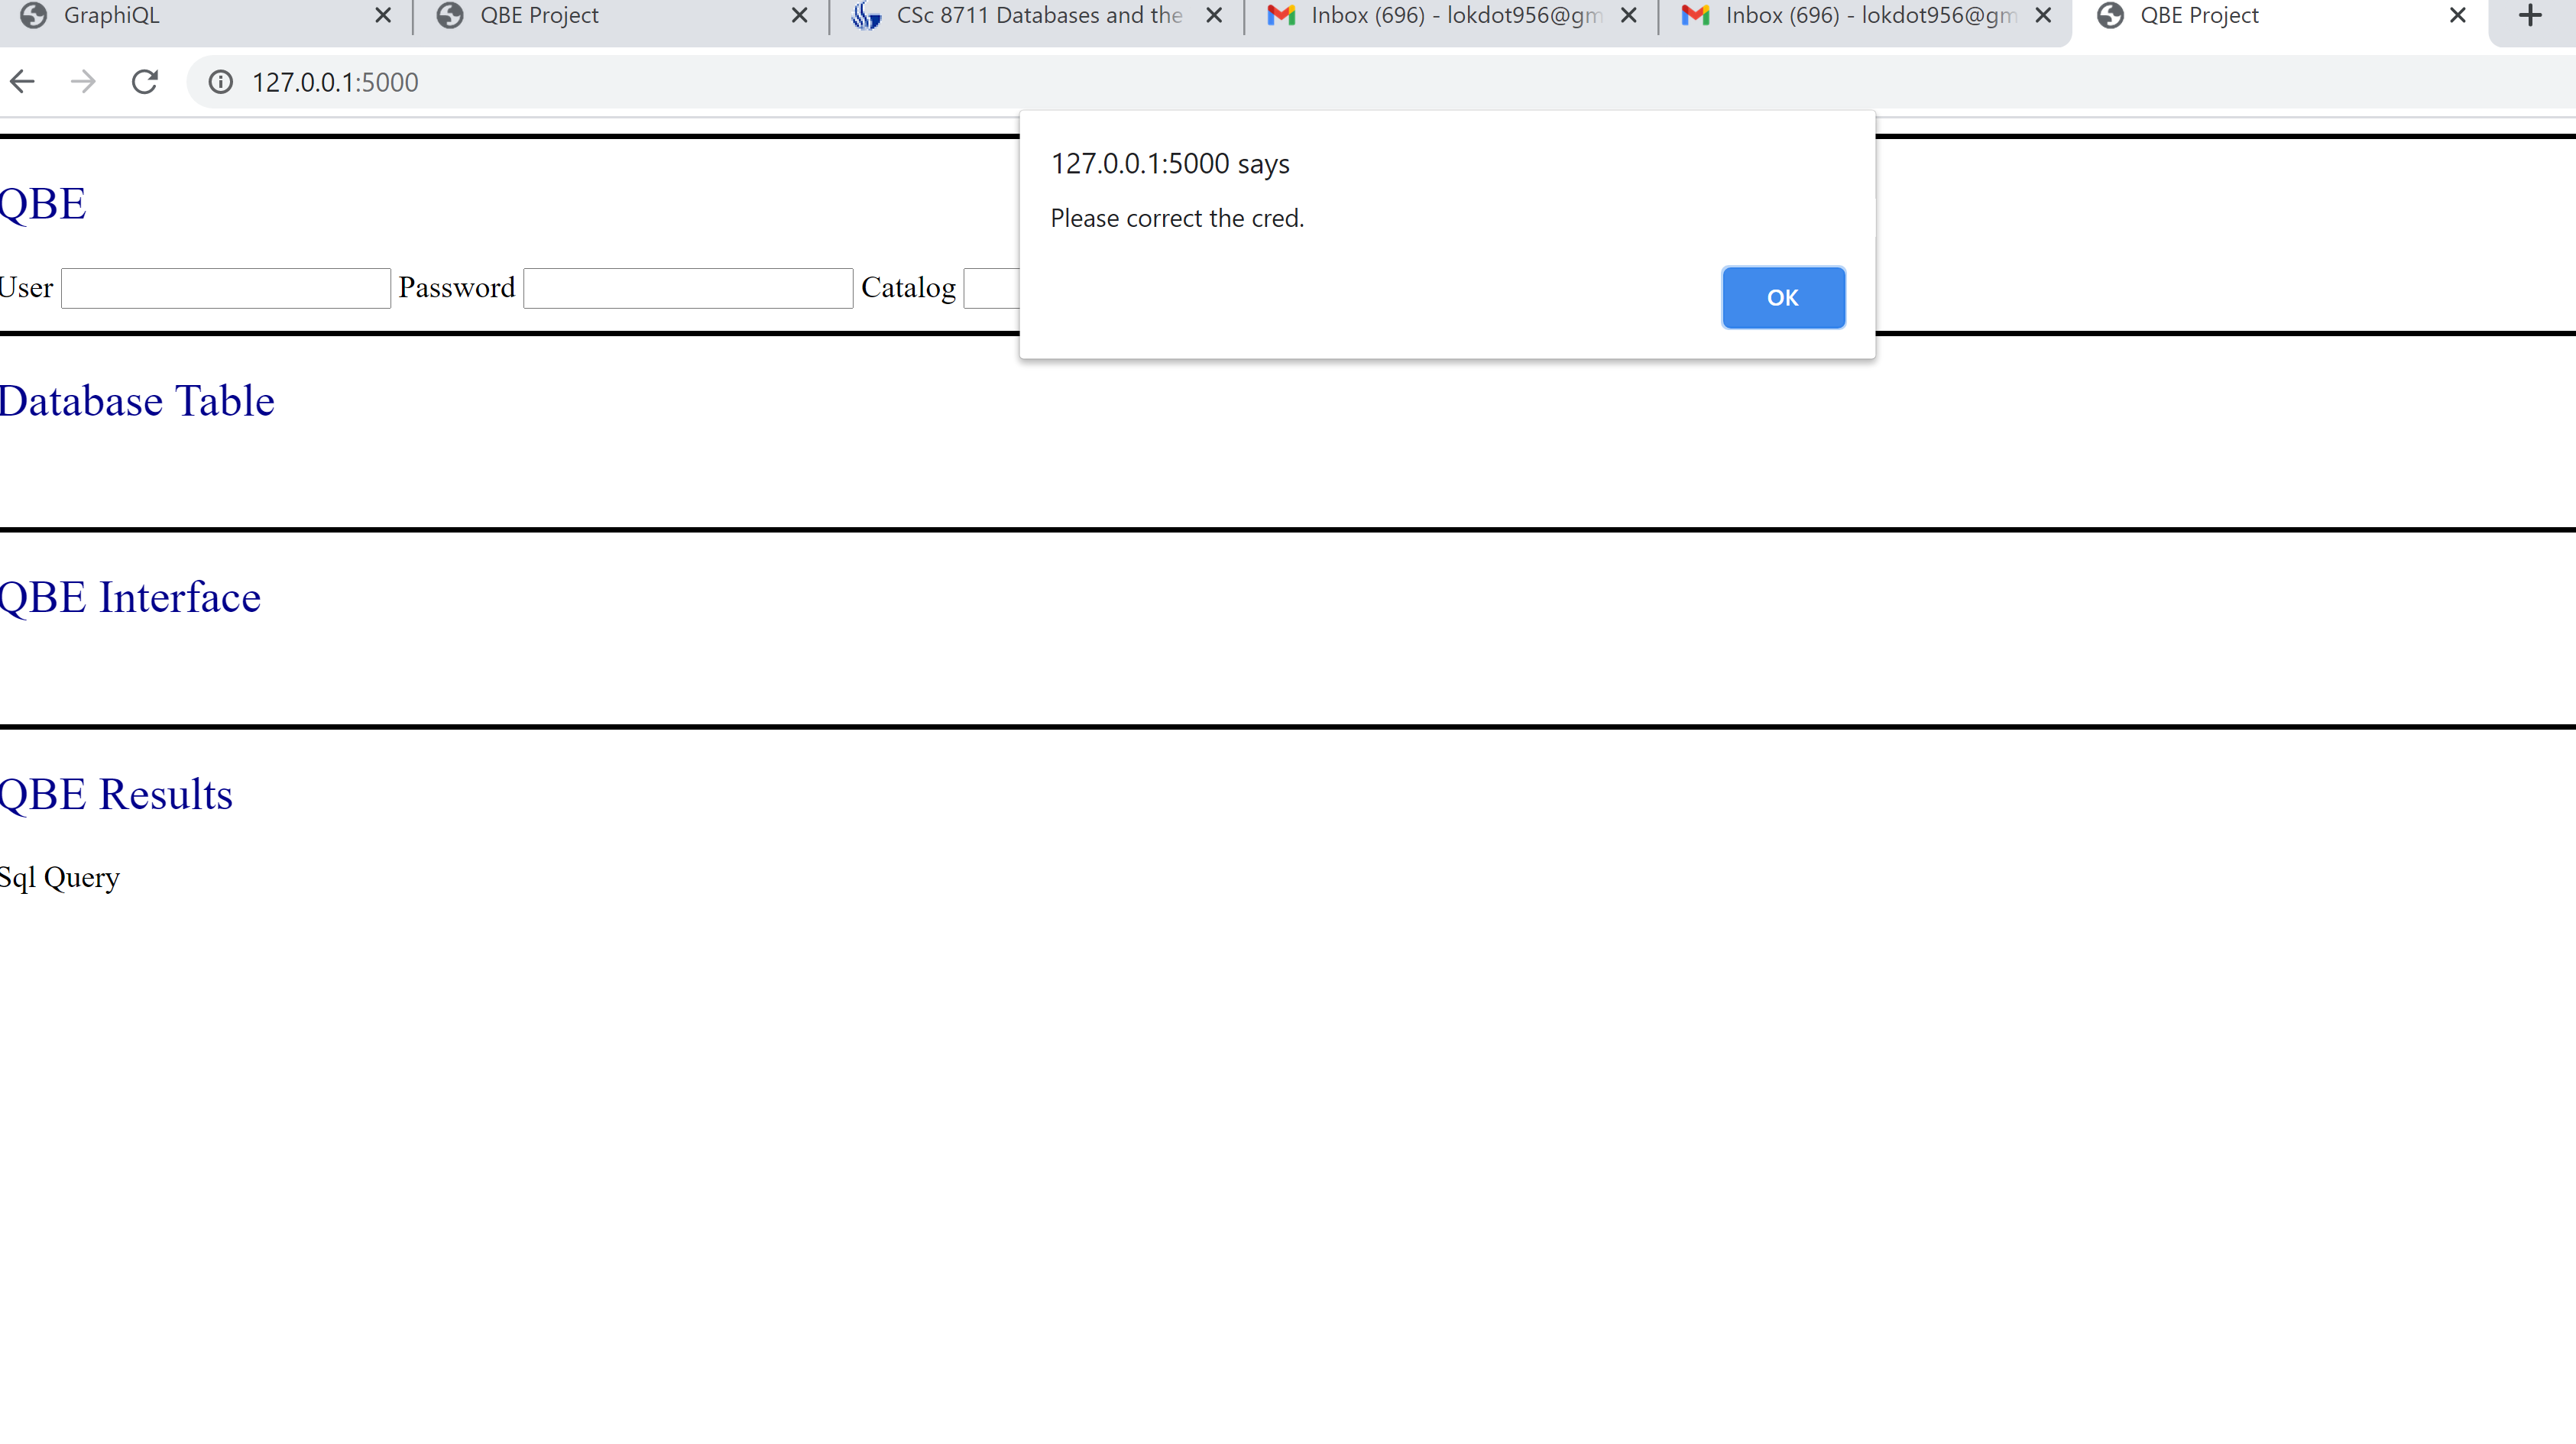 GraphiQL QBE Project CSc 8711 Databases and the Inbox (696) - lokdot956@gm Inbox (696) - lokdot956@gm QBE Project
127.0.0.1:5000
127.0.0.1:5000 says
Please correct the cred.
OK
QBE
User Password Catalog
Database Table
QBE Interface
QBE Results
Sql Query